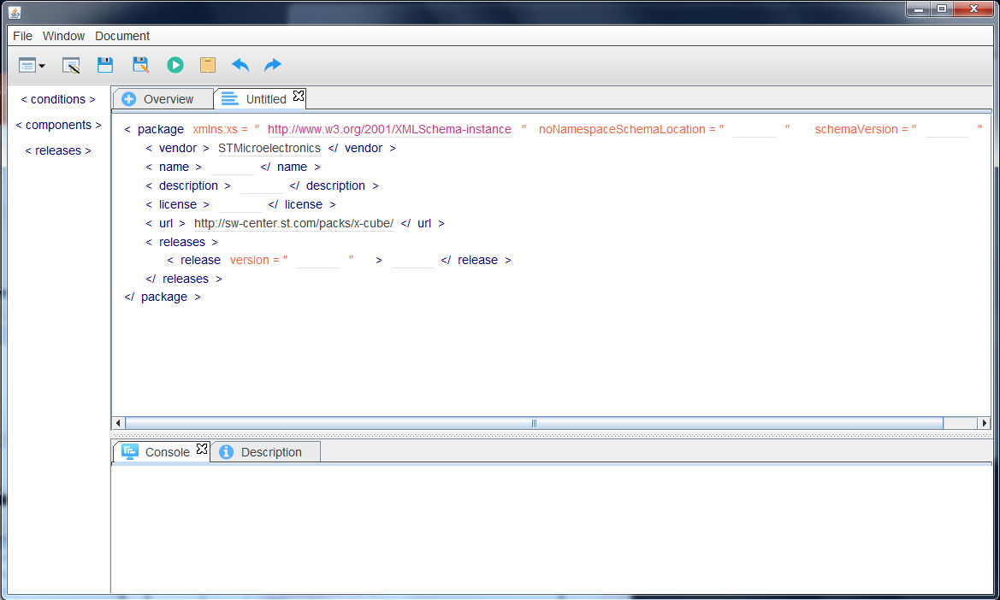 File Window Document
< conditions >
< components >
< releases >
Overview Untitled
< package xmlns:xs = " http://www.w3.org/2001/XMLSchema-instance " noNamespaceSchemaLocation = " " schemaVersion = " "
< vendor > STMicroelectronics </ vendor >
< name > </ name >
< description > </ description >
< license > </ license >
< url > http://sw-center.st.com/packs/x-cube/ </ url >
< releases >
< release version = " " > </ release >
</ releases >
</ package >
Console Description